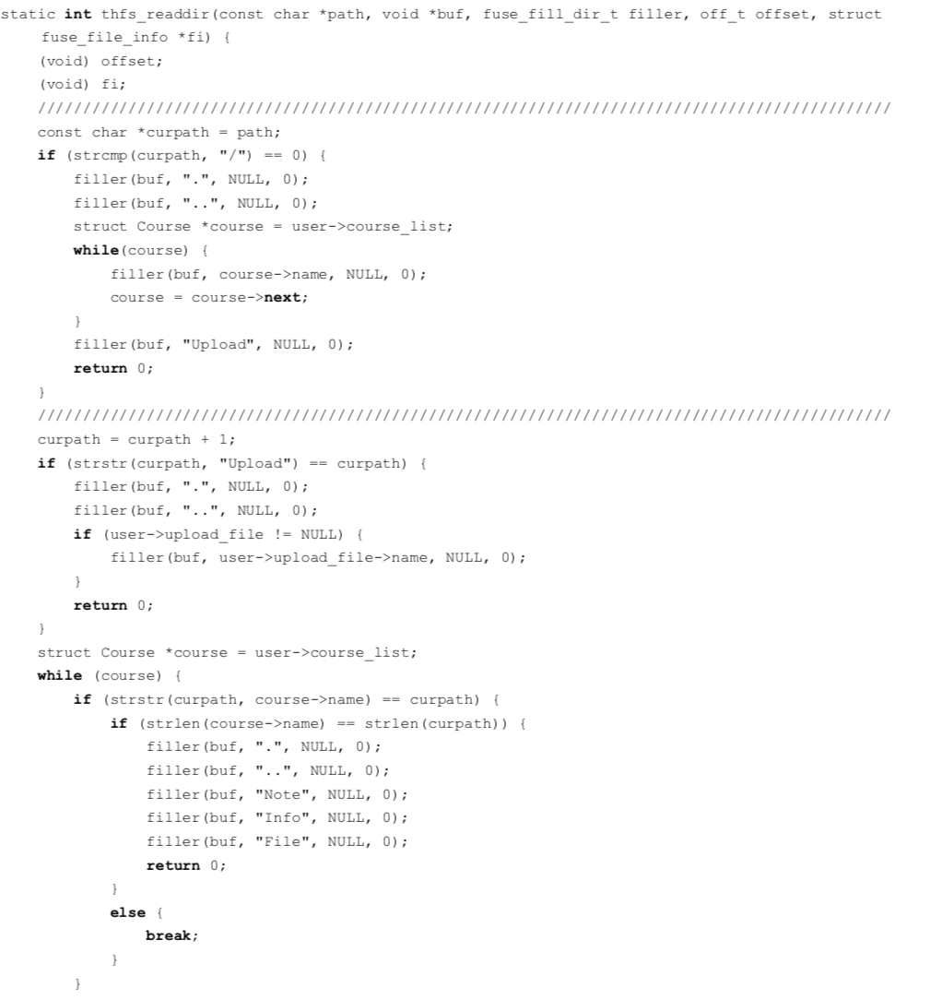 static int thfs_readdir(const char *path, void *buf, fuse_fill_dir_t filler, off_t offset, struct
    fuse_file_info *fi) {
    (void) offset;
    (void) fi;
    /////////////////////////////////////////////////////////////////////////////////////////////
    const char *curpath = path;
    if (strcmp(curpath, "/") == 0) {
        filler(buf, ".", NULL, 0);
        filler(buf, "..", NULL, 0);
        struct Course *course = user->course_list;
        while(course) {
            filler(buf, course->name, NULL, 0);
            course = course->next;
        }
        filler(buf, "Upload", NULL, 0);
        return 0;
    }
    /////////////////////////////////////////////////////////////////////////////////////////////
    curpath = curpath + 1;
    if (strstr(curpath, "Upload") == curpath) {
        filler(buf, ".", NULL, 0);
        filler(buf, "..", NULL, 0);
        if (user->upload_file != NULL) {
            filler(buf, user->upload_file->name, NULL, 0);
        }
        return 0;
    }
    struct Course *course = user->course_list;
    while (course) {
        if (strstr(curpath, course->name) == curpath) {
            if (strlen(course->name) == strlen(curpath)) {
                filler(buf, ".", NULL, 0);
                filler(buf, "..", NULL, 0);
                filler(buf, "Note", NULL, 0);
                filler(buf, "Info", NULL, 0);
                filler(buf, "File", NULL, 0);
                return 0;
            }
            else {
                break;
            }
        }